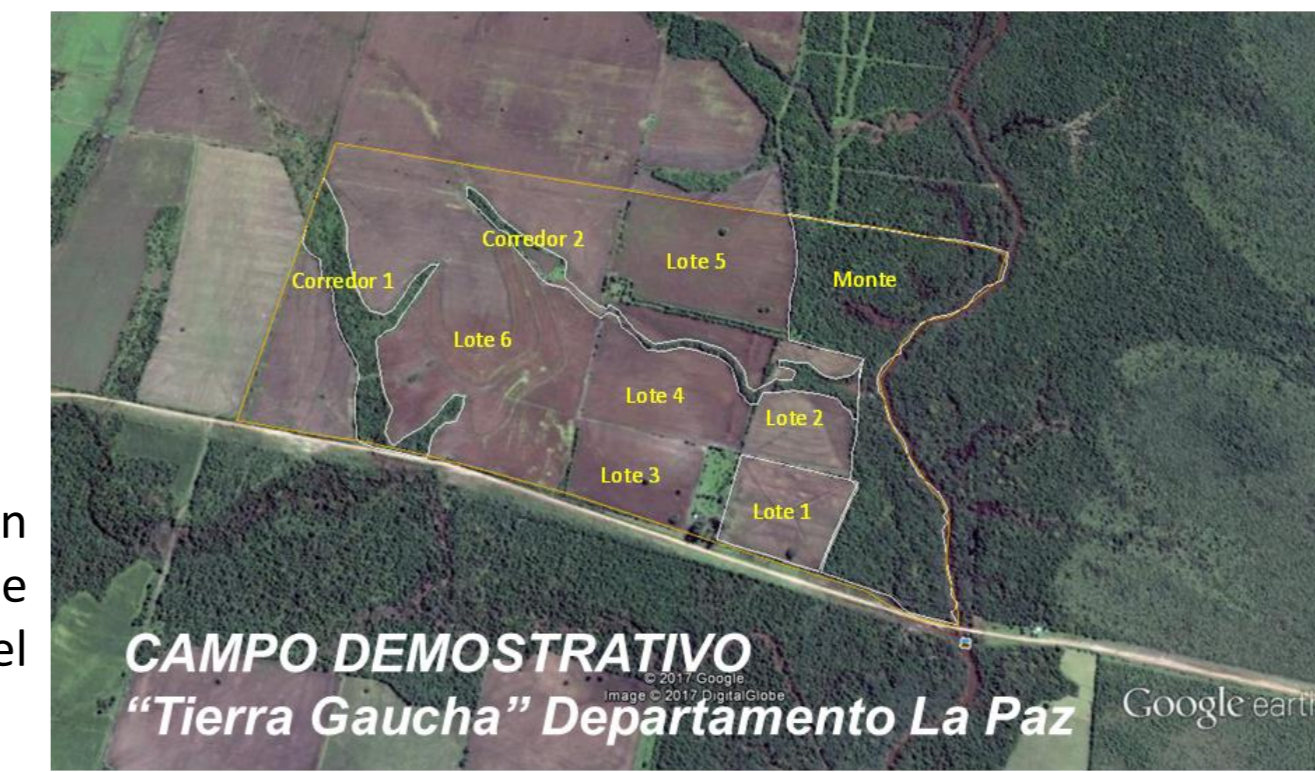 Corredor 2
Lote 5
Corredor 1
Monte
Lote 6
Lote 4
Lote 2
Lote 3
Lote 1
n
e
el
CAMPO DEMOSTRATIVO
© 2017 Google
Image © 2017 DigitalGlobe
“Tierra Gaucha” Departamento La Paz
Google earth